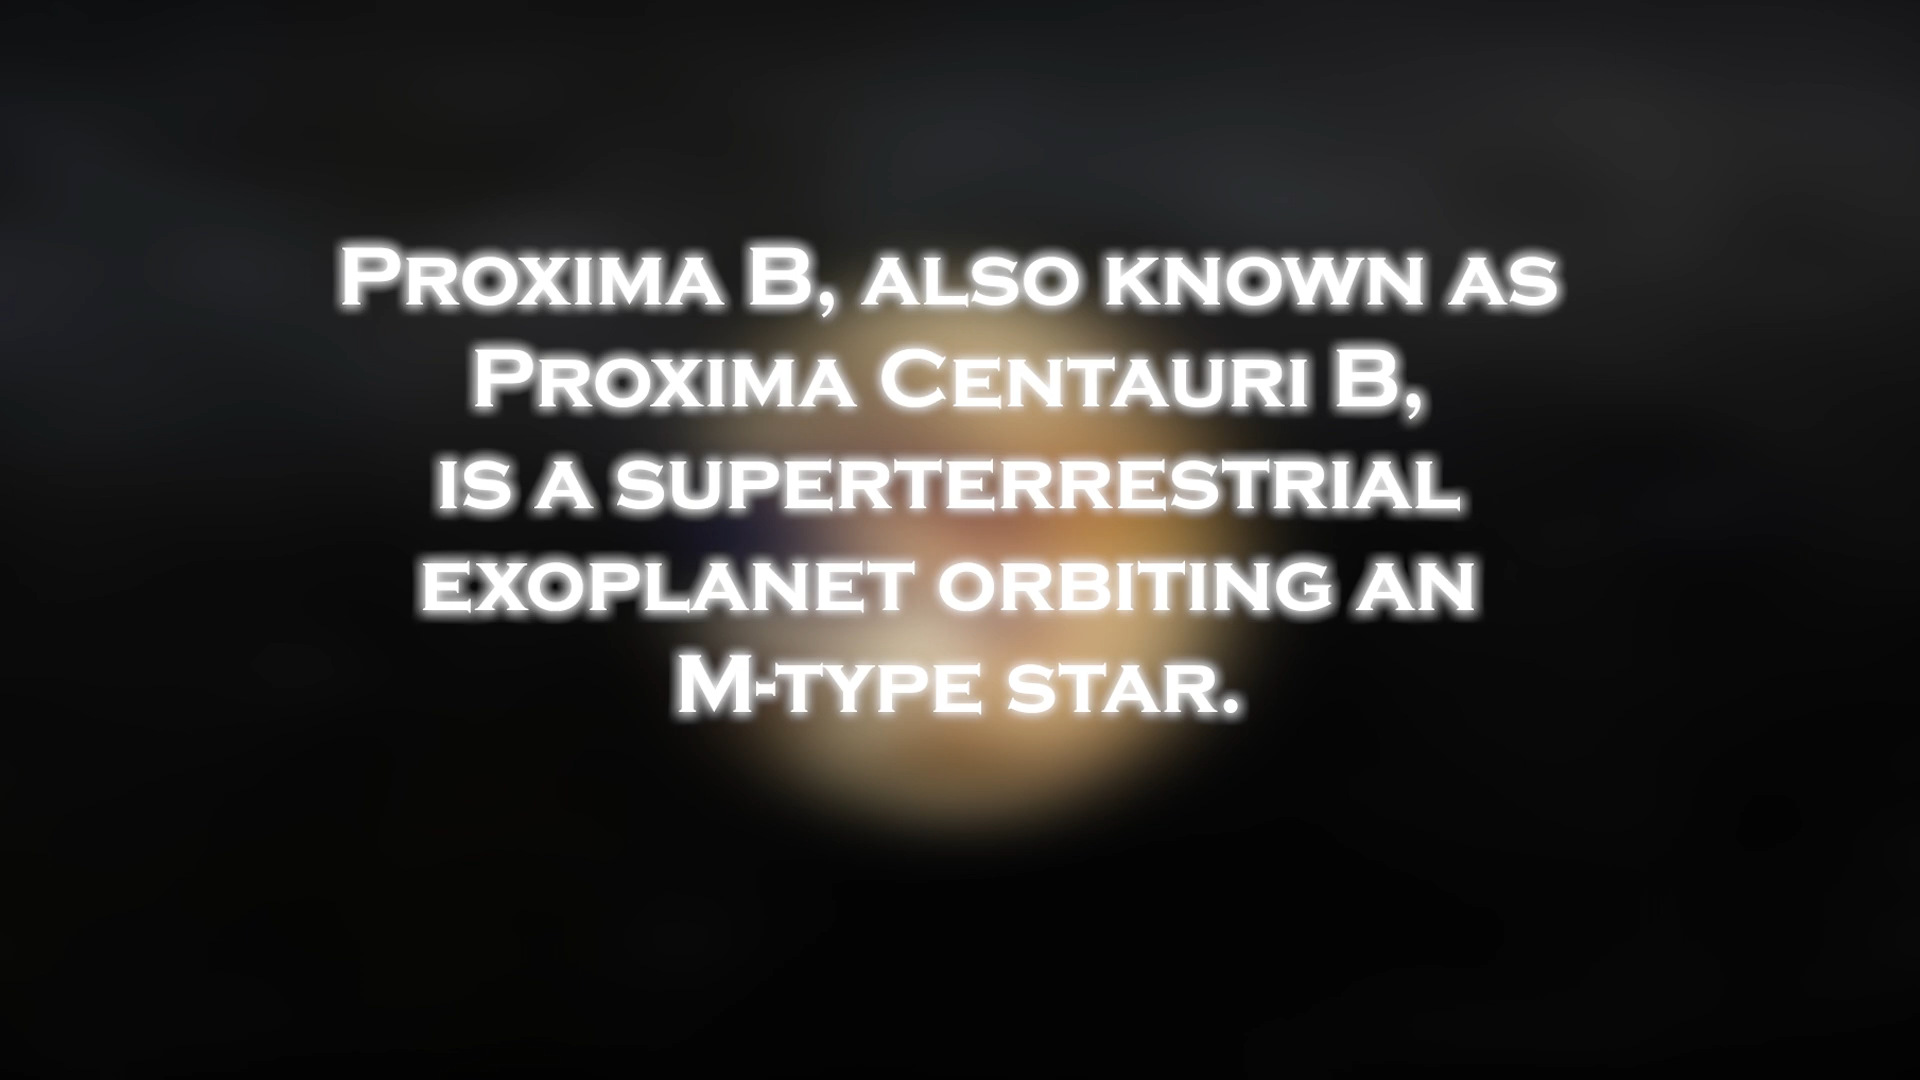 Proxima B, also known as
Proxima Centauri B,
is a superterrestrial
exoplanet orbiting an
M-type star.